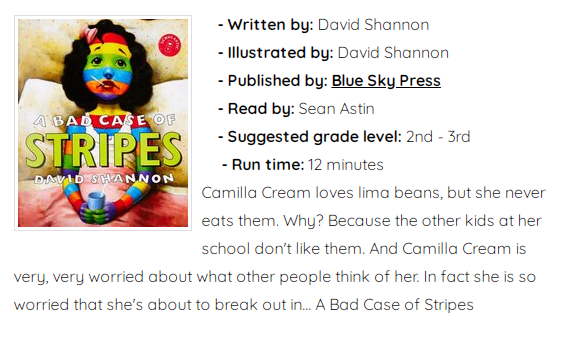 SCHOLASTIC
A BAD CASE OF
STRIPES
DAVID SHANNON
- Written by: David Shannon
- Illustrated by: David Shannon
- Published by: Blue Sky Press
- Read by: Sean Astin
- Suggested grade level: 2nd - 3rd
- Run time: 12 minutes
Camilla Cream loves lima beans, but she never
eats them. Why? Because the other kids at her
school don't like them. And Camilla Cream is
very, very worried about what other people think of her. In fact she is so
worried that she's about to break out in... A Bad Case of Stripes